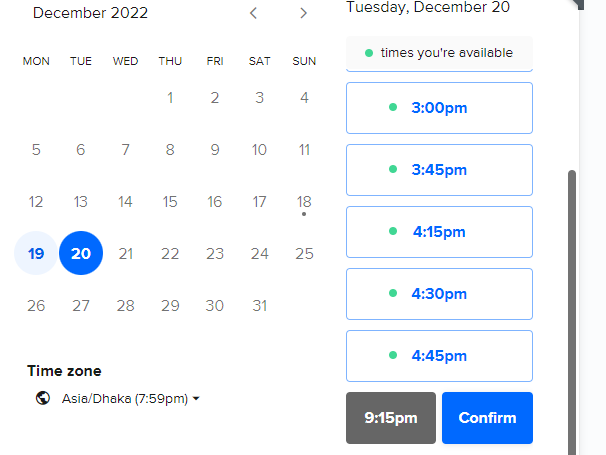 December 2022
MON TUE WED THU FRI SAT SUN
1 2 3 4
5 6 7 8 9 10 11
12 13 14 15 16 17 18
19 20 21 22 23 24 25
26 27 28 29 30 31
Time zone
Asia/Dhaka (7:59pm)
Tuesday, December 20
times you're available
3:00pm
3:45pm
4:15pm
4:30pm
4:45pm
9:15pm Confirm